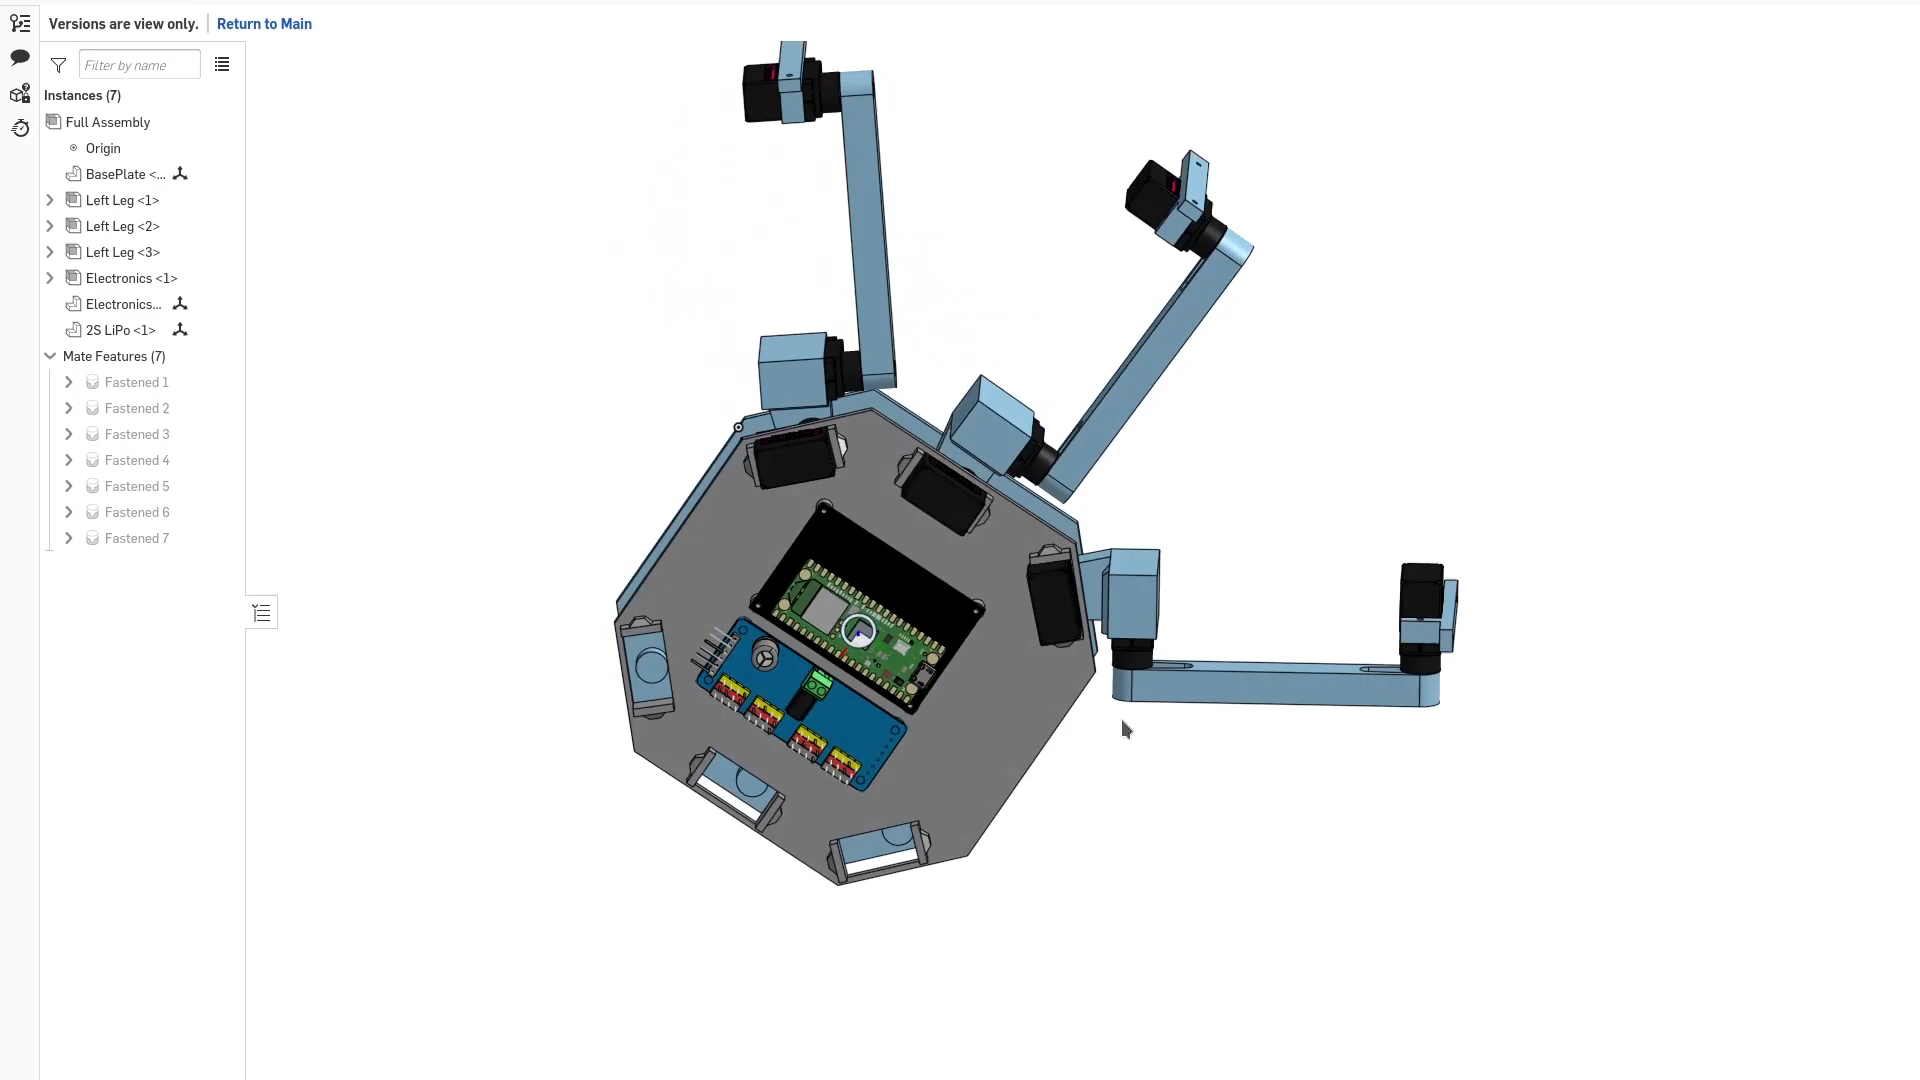 Versions are view only. Return to Main
Filter by name
Instances (7)
Full Assembly
Origin
BasePlate <...
Left Leg <1>
Left Leg <2>
Left Leg <3>
Electronics <1>
Electronics...
2S LiPo <1>
Mate Features (7)
Fastened 1
Fastened 2
Fastened 3
Fastened 4
Fastened 5
Fastened 6
Fastened 7